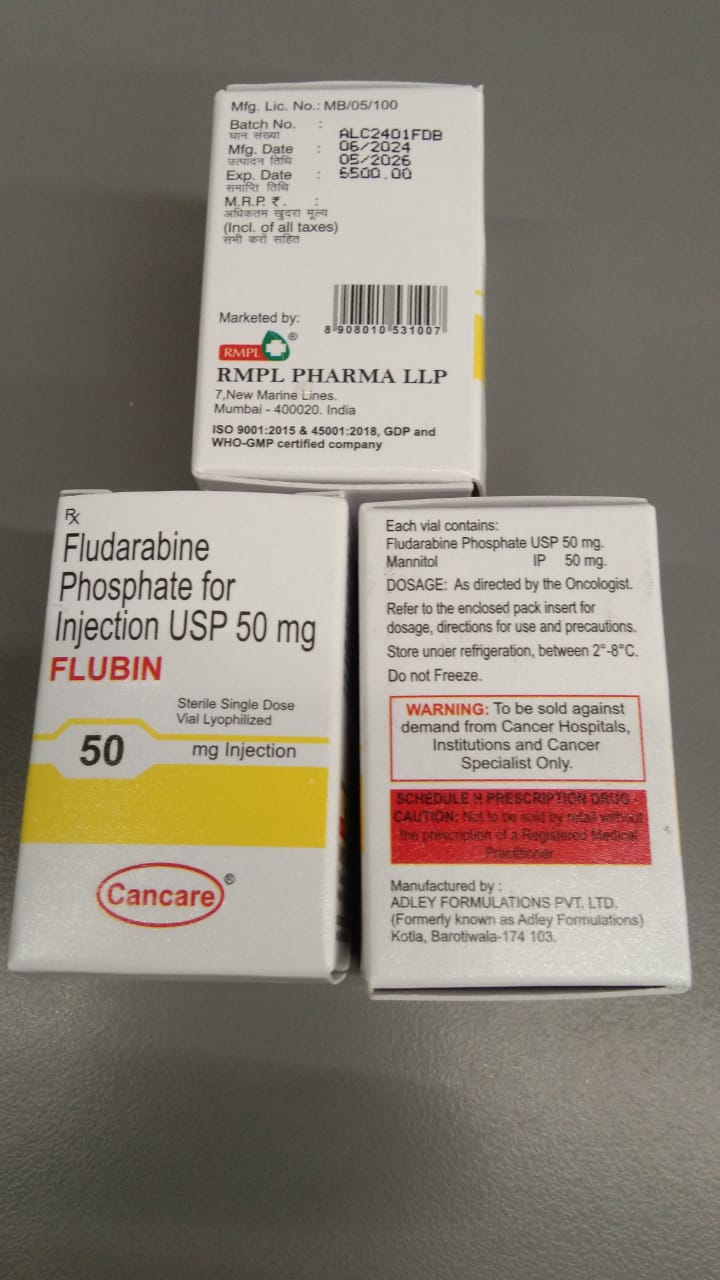 Mfg. Lic. No.: MB/05/100
Batch No. :
घान संख्या
ALC2401FDB
Mfg. Date :
उत्पादन तिथि
06/2024
Exp. Date :
समाप्ति तिथि
05/2026
M.R.P. ₹. :
6500.00
अधिकतम खुदरा मूल्य
(Incl. of all taxes)
सभी करों सहित
8 908010 531007
Marketed by:
RMPL ®
RMPL PHARMA LLP
7,New Marine Lines.
Mumbai - 400020. India
ISO 9001:2015 & 45001:2018, GDP and
WHO-GMP certified company
Rx
Fludarabine
Phosphate for
Injection USP 50 mg
FLUBIN
Sterile Single Dose
Vial Lyophilized
50 mg Injection
Cancare ®
Each vial contains:
Fludarabine Phosphate USP 50 mg.
Mannitol IP 50 mg.
DOSAGE: As directed by the Oncologist.
Refer to the enclosed pack insert for
dosage, directions for use and precautions.
Store under refrigeration, between 2°-8°C.
Do not Freeze.
WARNING: To be sold against
demand from Cancer Hospitals,
Institutions and Cancer
Specialist Only.
SCHEDULE H PRESCRIPTION DRUG -
CAUTION: Not to be sold by retail without
the prescription of a Registered Medical
Practitioner
Manufactured by :
ADLEY FORMULATIONS PVT. LTD.
(Formerly known as Adley Formulations)
Kotla, Barotiwala-174 103.